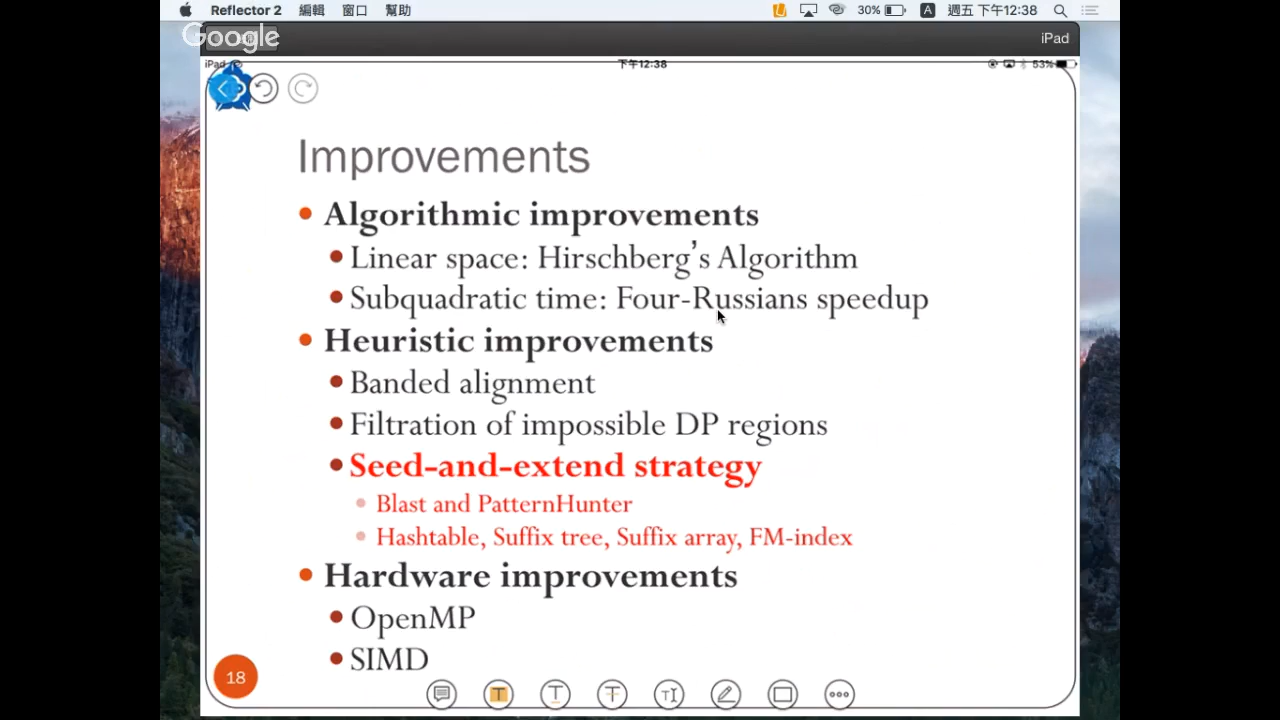 Reflector 2 編輯 窗口 幫助 30% A 週五 下午12:38
Google
iPad
iPad 下午12:38 53%
Improvements
Algorithmic improvements
Linear space: Hirschberg's Algorithm
Subquadratic time: Four-Russians speedup
Heuristic improvements
Banded alignment
Filtration of impossible DP regions
Seed-and-extend strategy
Blast and PatternHunter
Hashtable, Suffix tree, Suffix array, FM-index
Hardware improvements
OpenMP
SIMD
18
T T T T